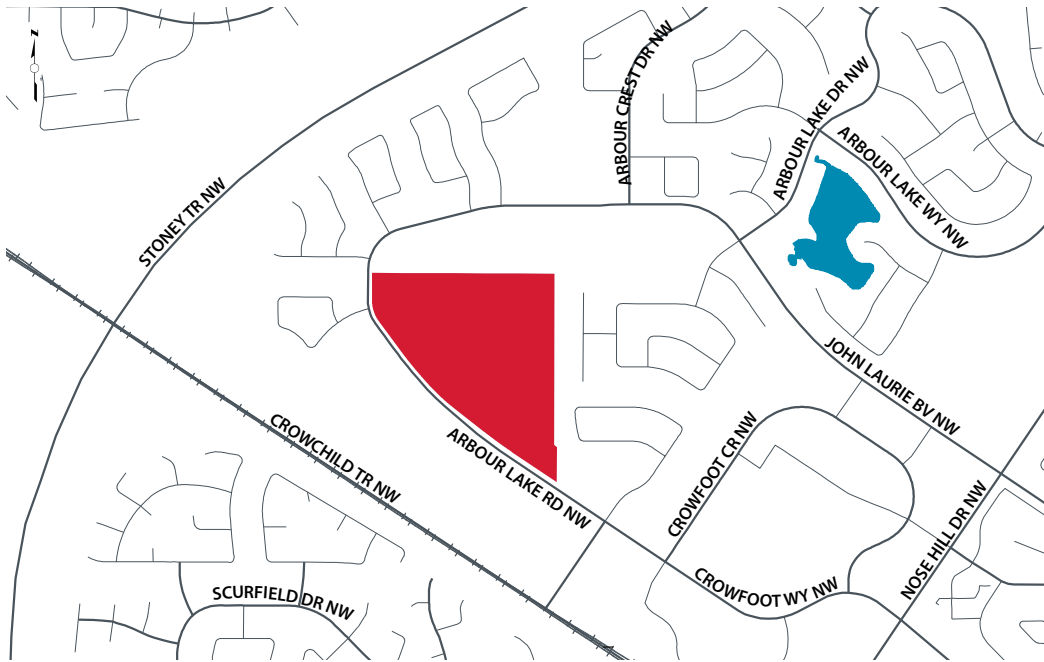 Z
ARBOUR CREST DR NW
ARBOUR LAKE DR NW
ARBOUR LAKE WY NW
STONEY TR NW
JOHN LAURIE BV NW
CROWCHILD TR NW
ARBOUR LAKE RD NW
CROWFOOT CR NW
NOSE HILL DR NW
CROWFOOT WY NW
SCURFIELD DR NW